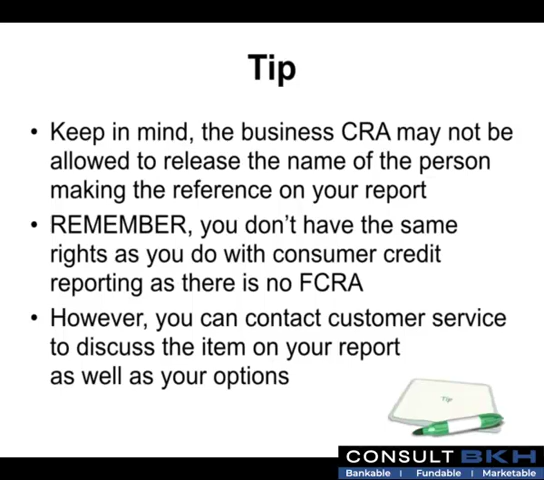 Tip
• Keep in mind, the business CRA may not be
allowed to release the name of the person
making the reference on your report
• REMEMBER, you don't have the same
rights as you do with consumer credit
reporting as there is no FCRA
• However, you can contact customer service
to discuss the item on your report
as well as your options
Tip
CONSULT BKH
Bankable | Fundable | Marketable